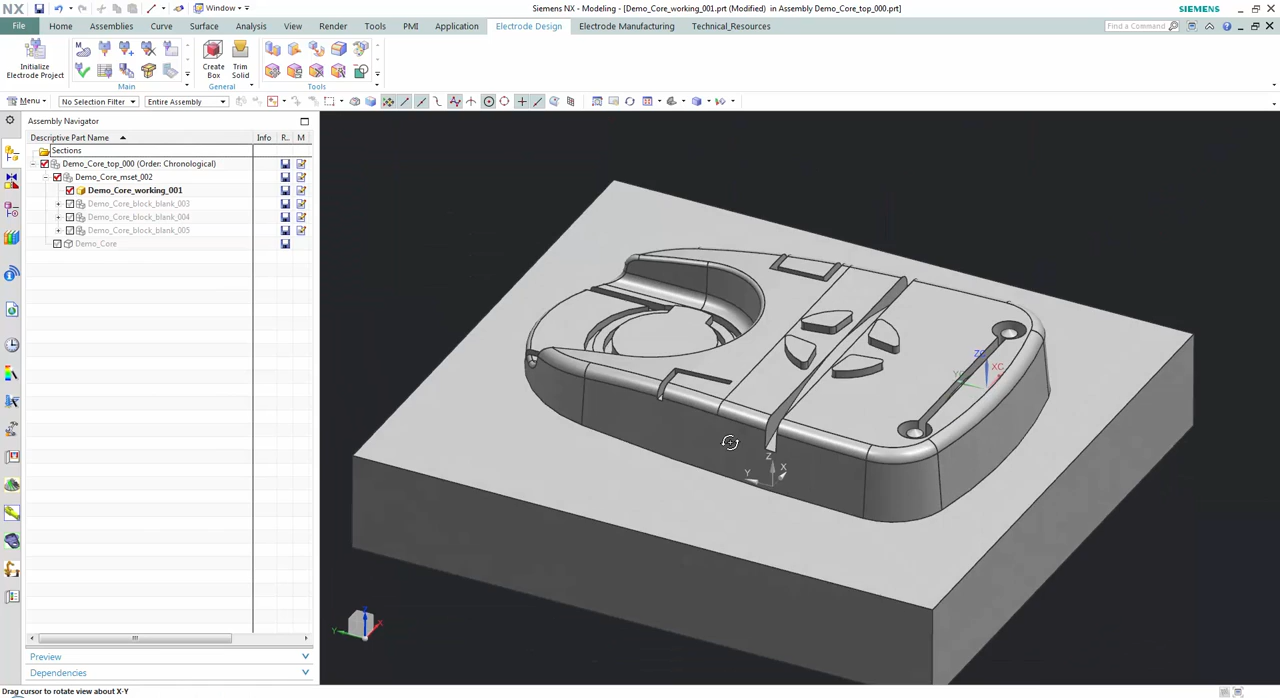 NX Window Siemens NX - Modeling - [Demo_Core_working_001.prt (Modified) in Assembly Demo_Core_top_000.prt] SIEMENS
File Home Assemblies Curve Surface Analysis View Render Tools PMI Application Electrode Design Electrode Manufacturing Technical_Resources Find a Command
Initialize
Electrode Project
Create
Box
Trim
Solid
Main General Tools
Menu No Selection Filter Entire Assembly
Assembly Navigator
Descriptive Part Name Info R.. M
Sections
Demo_Core_top_000 (Order: Chronological)
Demo_Core_mset_002
Demo_Core_working_001
Demo_Core_block_blank_003
Demo_Core_block_blank_004
Demo_Core_block_blank_005
Demo_Core
ZC
XC
YC
Z
X
Y
Z
Y
X
Preview
Dependencies
Drag cursor to rotate view about X-Y